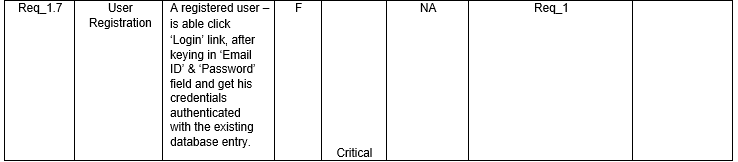 Req_1.7
User
Registration
A registered user –
is able click
‘Login’ link, after
keying in ‘Email
ID’ & ‘Password’
field and get his
credentials
authenticated
with the existing
database entry.
F
Critical
NA
Req_1